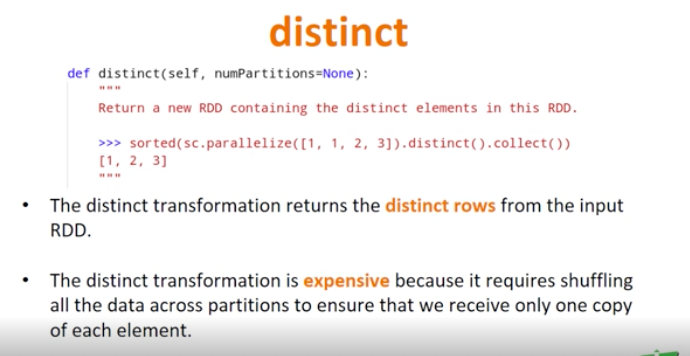 distinct
def distinct(self, numPartitions=None):
"""
Return a new RDD containing the distinct elements in this RDD.
>>> sorted(sc.parallelize([1, 1, 2, 3]).distinct().collect())
[1, 2, 3]
"""
• The distinct transformation returns the distinct rows from the input
RDD.
• The distinct transformation is expensive because it requires shuffling
all the data across partitions to ensure that we receive only one copy
of each element.